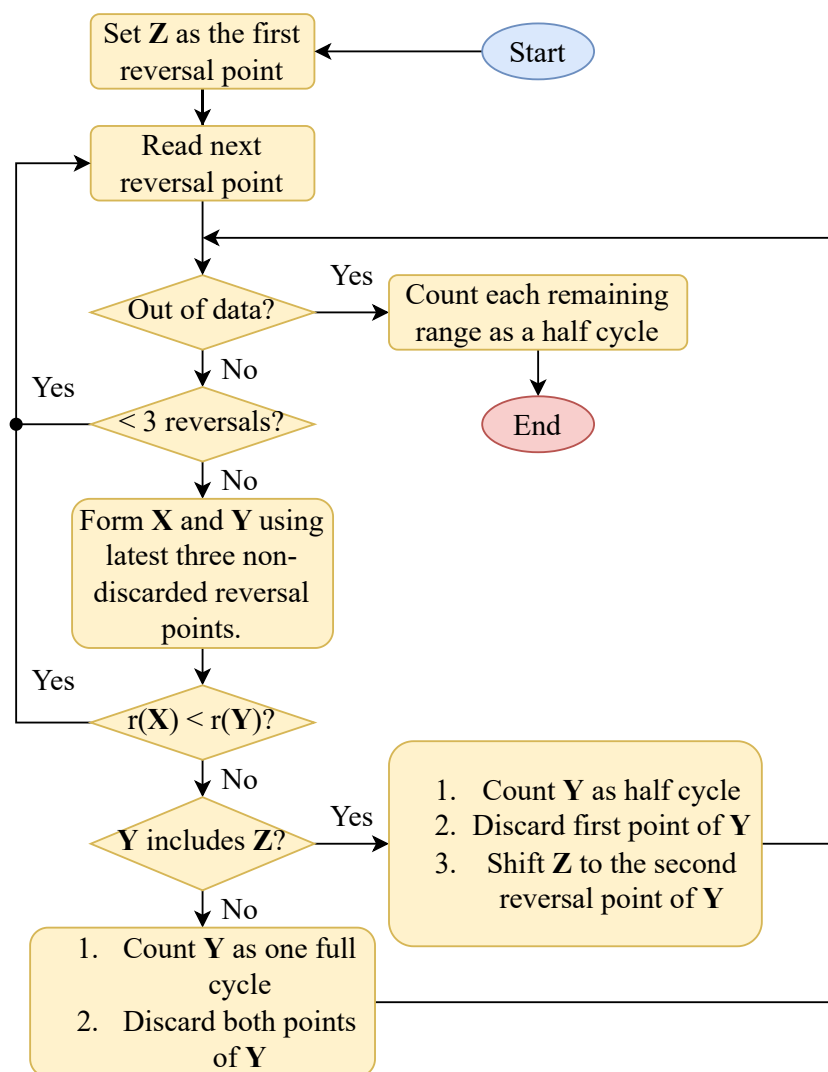 Start
Set Z as the first
reversal point
Read next
reversal point
Out of data?
Yes
Count each remaining
range as a half cycle
End
No
< 3 reversals?
Yes
No
Form X and Y using
latest three non-
discarded reversal
points.
r(X) < r(Y)?
Yes
No
Y includes Z?
Yes
1. Count Y as half cycle
2. Discard first point of Y
3. Shift Z to the second
reversal point of Y
No
1. Count Y as one full
cycle
2. Discard both points
of Y